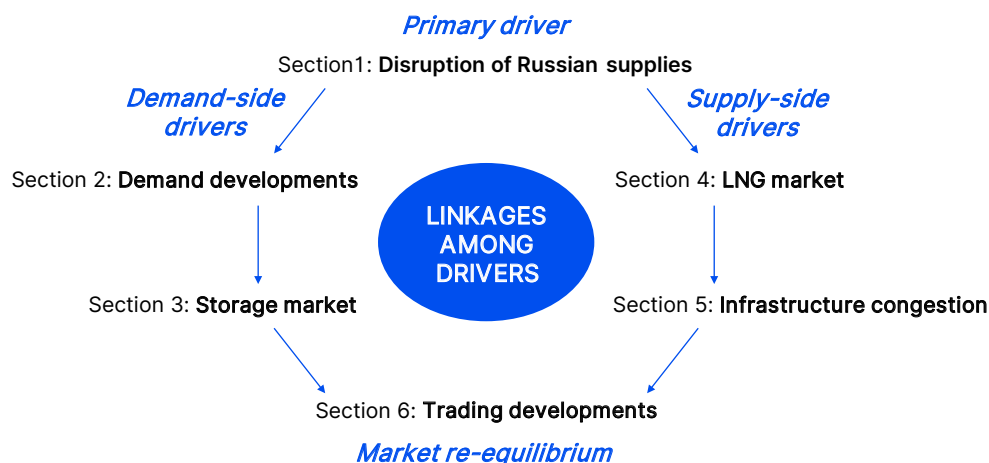 Primary driver
Section1: Disruption of Russian supplies
Demand-side
drivers
Supply-side
drivers
Section 2: Demand developments
Section 4: LNG market
LINKAGES
AMONG
DRIVERS
Section 3: Storage market
Section 5: Infrastructure congestion
Section 6: Trading developments
Market re-equilibrium